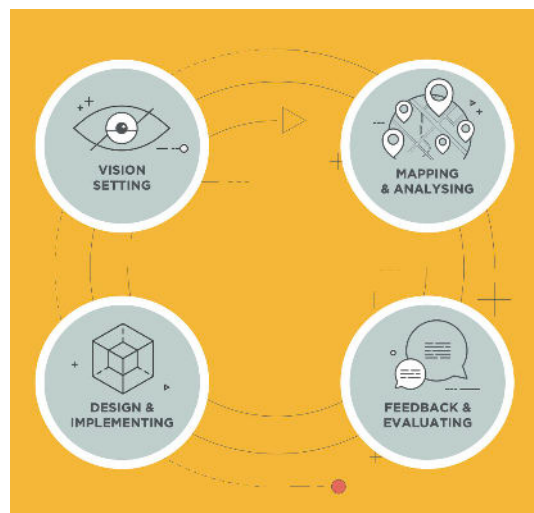 VISION
SETTING
MAPPING
& ANALYSING
DESIGN &
IMPLEMENTING
FEEDBACK &
EVALUATING